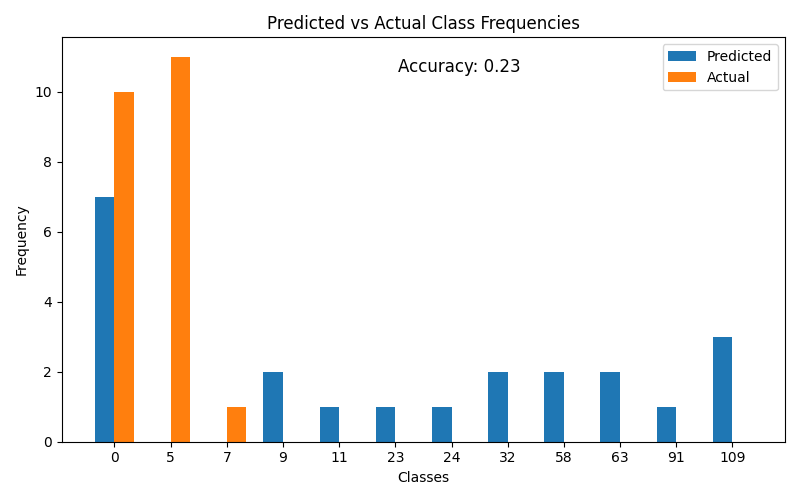 Predicted vs Actual Class Frequencies
Accuracy: 0.23
Predicted
Actual
Frequency
10
8
6
4
2
0
0 5 7 9 11 23 24 32 58 63 91 109
Classes